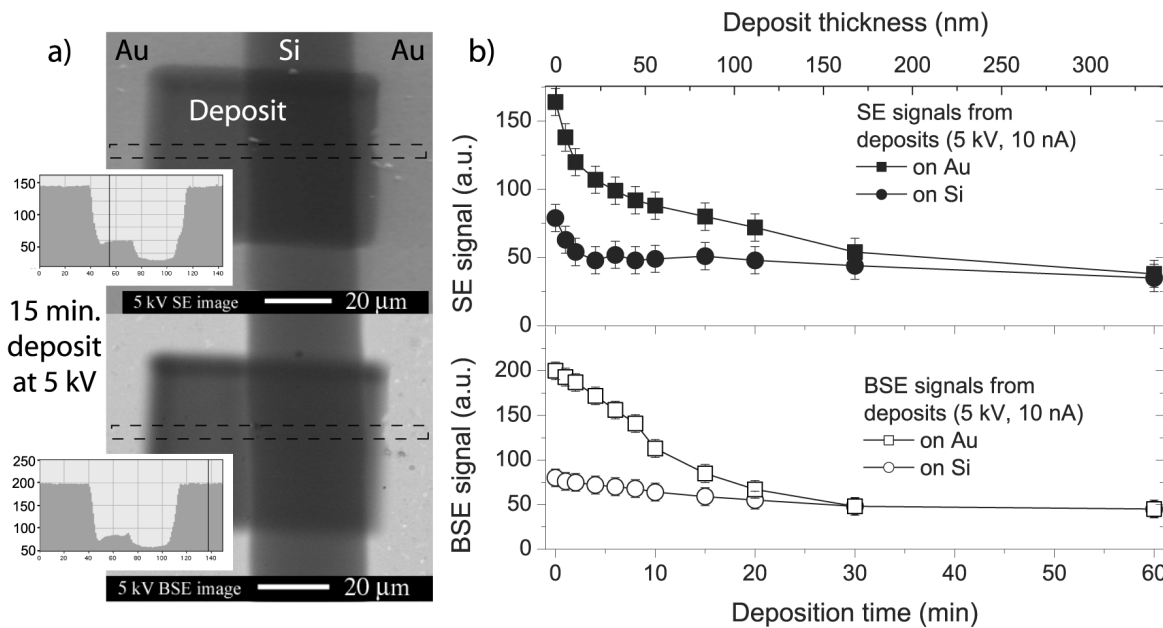 a)
Au
Si
Au
Deposit
150
100
50
0 20 40 60 80 100 120 140
5 kV SE image
20 µm
15 min.
deposit
at 5 kV
250
200
150
100
50
0 20 40 60 80 100 120 140
5 kV BSE image
20 µm
b)
Deposit thickness (nm)
0 50 100 150 200 250 300
SE signal (a.u.)
150
100
50
0
SE signals from
deposits (5 kV, 10 nA)
on Au
on Si
BSE signal (a.u.)
200
150
100
50
0
BSE signals from
deposits (5 kV, 10 nA)
on Au
on Si
0 10 20 30 40 50 60
Deposition time (min)